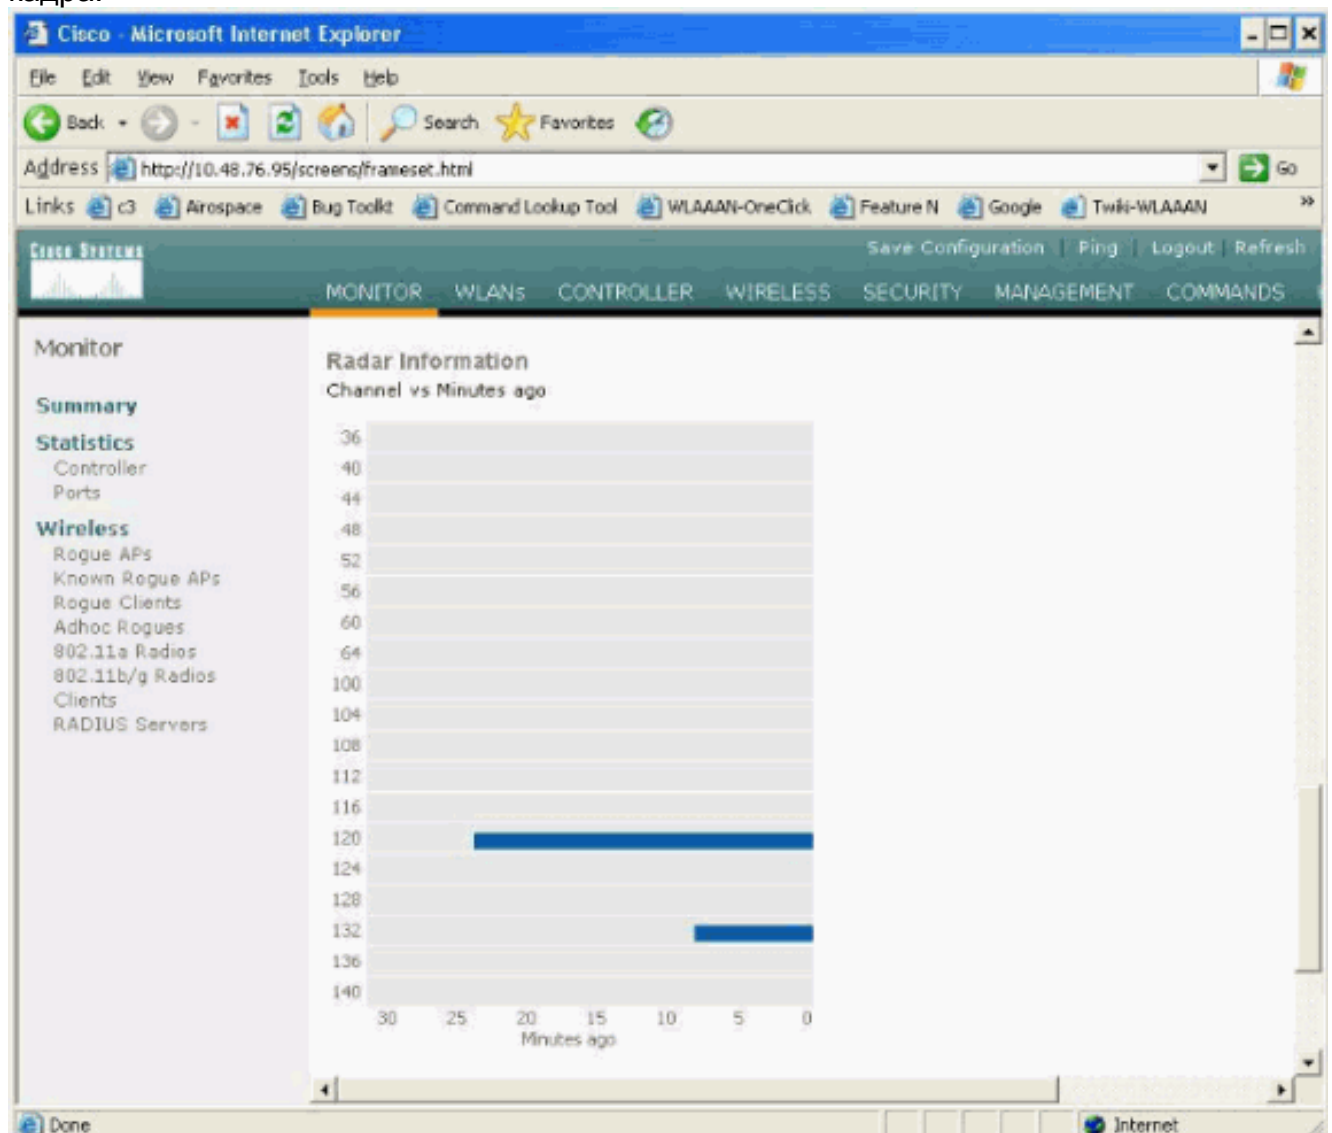 кадра.
Cisco - Microsoft Internet Explorer
File Edit View Favorites Tools Help
Back Search Favorites
Address http://10.48.76.95/screens/frameset.html Go
Links c3 Airospace Bug Toolkt Command Lookup Tool WLAAAN-OneClick Feature N Google Twiki-WLAAAN »
CISCO SYSTEMS
Save Configuration | Ping | Logout | Refresh
MONITOR WLANs CONTROLLER WIRELESS SECURITY MANAGEMENT COMMANDS
Monitor
Summary
Statistics
Controller
Ports
Wireless
Rogue APs
Known Rogue APs
Rogue Clients
Adhoc Rogues
802.11a Radios
802.11b/g Radios
Clients
RADIUS Servers
Radar Information
Channel vs Minutes ago
36
40
44
48
52
56
60
64
100
104
108
112
116
120
124
128
132
136
140
30 25 20 15 10 5 0
Minutes ago
Done Internet